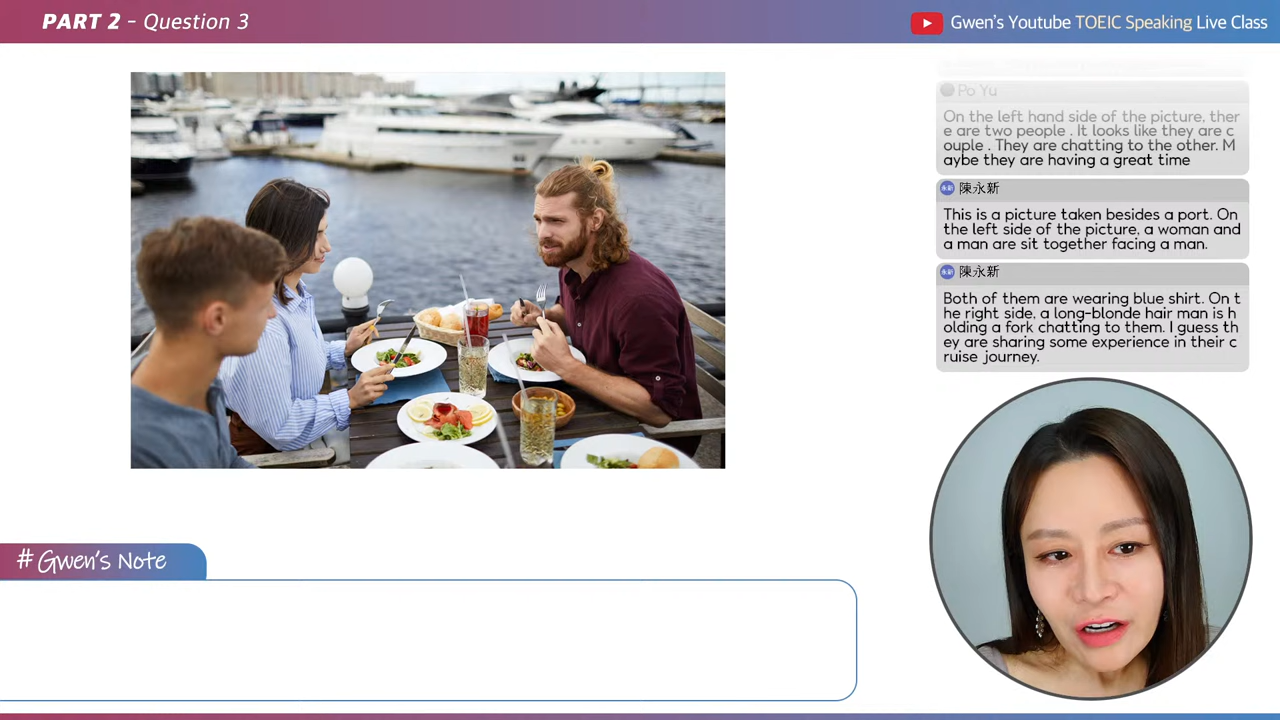 PART 2 - Question 3
Gwen's Youtube TOEIC Speaking Live Class
Po Yu
On the left hand side of the picture, ther
e are two people . It looks like they are c
ouple . They are chatting to the other. M
aybe they are having a great time
永新 陳永新
This is a picture taken besides a port. On
the left side of the picture, a woman and
a man are sit together facing a man.
永新 陳永新
Both of them are wearing blue shirt. On t
he right side, a long-blonde hair man is h
olding a fork chatting to them. I guess th
ey are sharing some experience in their c
ruise journey.
# Gwen's Note